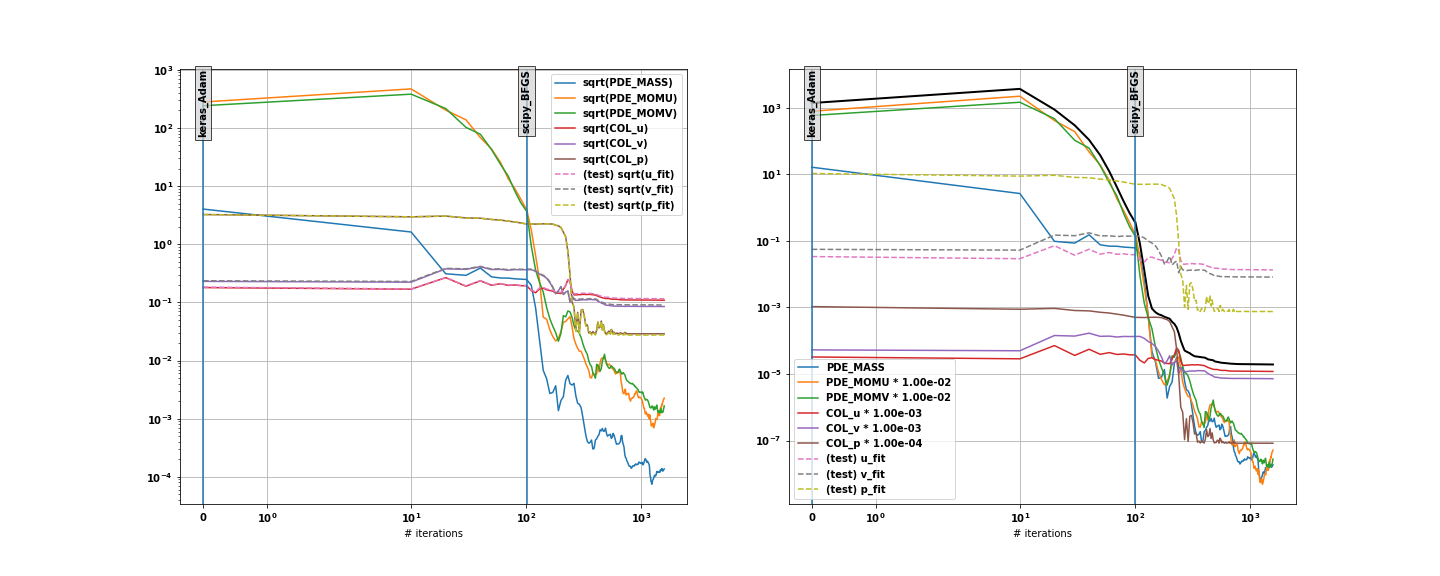 10³
10²
10¹
10⁰
10⁻¹
10⁻²
10⁻³
10⁻⁴
0
10⁰
10¹
10²
10³
# iterations
keras_Adam
scipy_BFGS
sqrt(PDE_MASS)
sqrt(PDE_MOMU)
sqrt(PDE_MOMV)
sqrt(COL_u)
sqrt(COL_v)
sqrt(COL_p)
(test) sqrt(u_fit)
(test) sqrt(v_fit)
(test) sqrt(p_fit)
10³
10¹
10⁻¹
10⁻³
10⁻⁵
10⁻⁷
0
10⁰
10¹
10²
10³
# iterations
keras_Adam
scipy_BFGS
PDE_MASS
PDE_MOMU * 1.00e-02
PDE_MOMV * 1.00e-02
COL_u * 1.00e-03
COL_v * 1.00e-03
COL_p * 1.00e-04
(test) u_fit
(test) v_fit
(test) p_fit